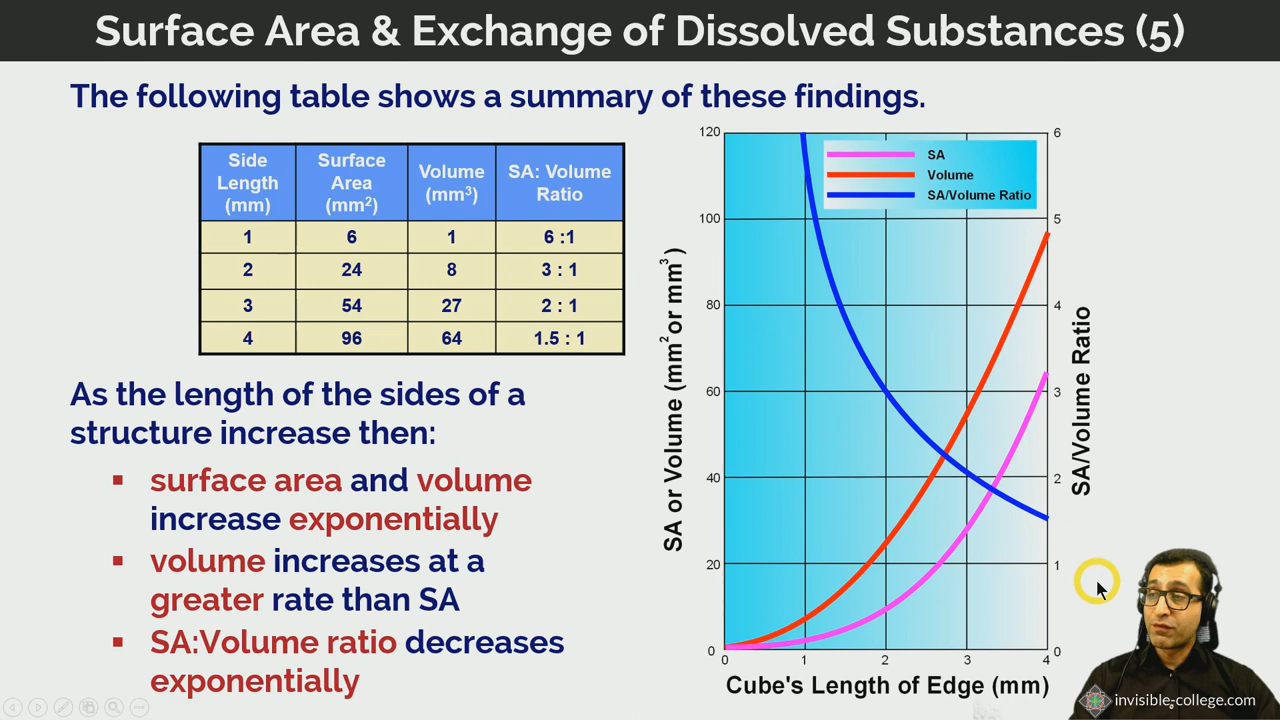 Surface Area & Exchange of Dissolved Substances (5)
The following table shows a summary of these findings.
Side Length (mm) Surface Area (mm²) Volume (mm³) SA: Volume Ratio
1 6 1 6 :1
2 24 8 3 : 1
3 54 27 2 : 1
4 96 64 1.5 : 1
As the length of the sides of a
structure increase then:
▪ surface area and volume
increase exponentially
▪ volume increases at a
greater rate than SA
▪ SA:Volume ratio decreases
exponentially
SA or Volume (mm² or mm³)
120
100
80
60
40
20
0
SA
Volume
SA/Volume Ratio
6
5
4
3
2
1
0
SA/Volume Ratio
0 1 2 3 4
Cube's Length of Edge (mm)
invisible-college.com